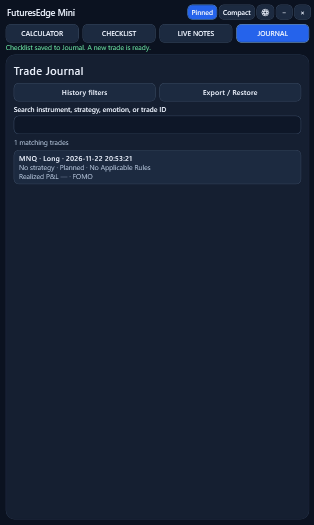 FuturesEdge Mini
Pinned
Compact
CALCULATOR
CHECKLIST
LIVE NOTES
JOURNAL
Checklist saved to Journal. A new trade is ready.
Trade Journal
History filters
Export / Restore
Search instrument, strategy, emotion, or trade ID
1 matching trades
MNQ · Long · 2026-11-22 20:53:21
No strategy · Planned · No Applicable Rules
Realized P&L — · FOMO